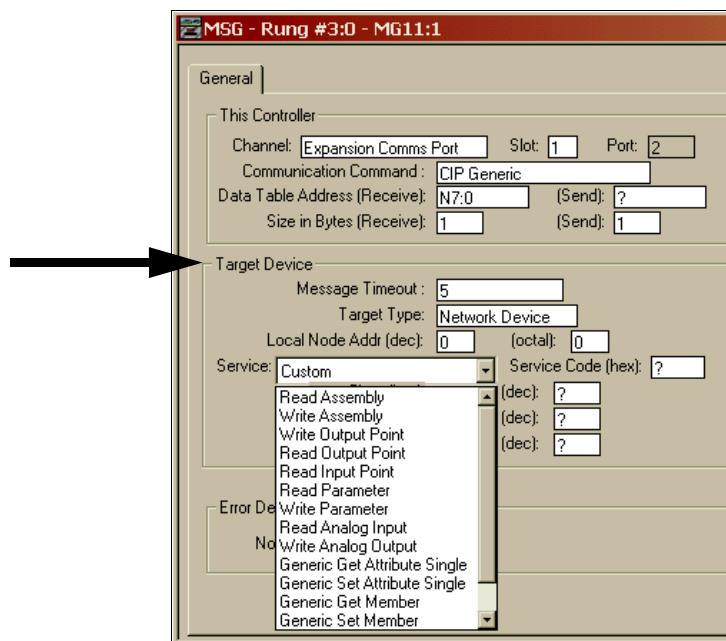 MSG - Rung #3:0 - MG11:1
General
This Controller
Channel: Expansion Comms Port Slot: 1 Port: 2
Communication Command : CIP Generic
Data Table Address (Receive): N7:0 (Send): ?
Size in Bytes (Receive): 1 (Send): 1
Target Device
Message Timeout : 5
Target Type: Network Device
Local Node Addr (dec): 0 (octal): 0
Service: Custom Service Code (hex): ?
(dec): ?
(dec): ?
(dec): ?
Read Assembly
Write Assembly
Write Output Point
Read Output Point
Read Input Point
Read Parameter
Write Parameter
Read Analog Input
Write Analog Output
Generic Get Attribute Single
Generic Set Attribute Single
Generic Get Member
Generic Set Member
Error De
No